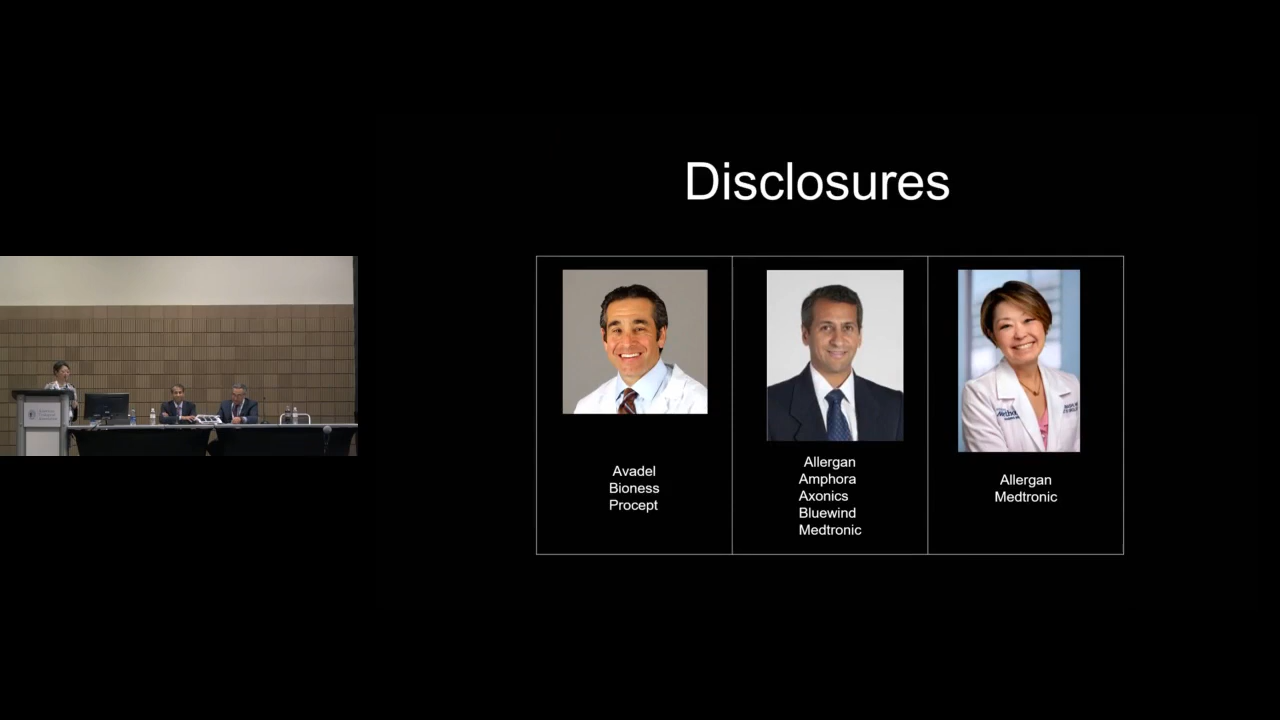 Disclosures
Avadel
Bioness
Procept
Allergan
Amphora
Axonics
Bluewind
Medtronic
Allergan
Medtronic